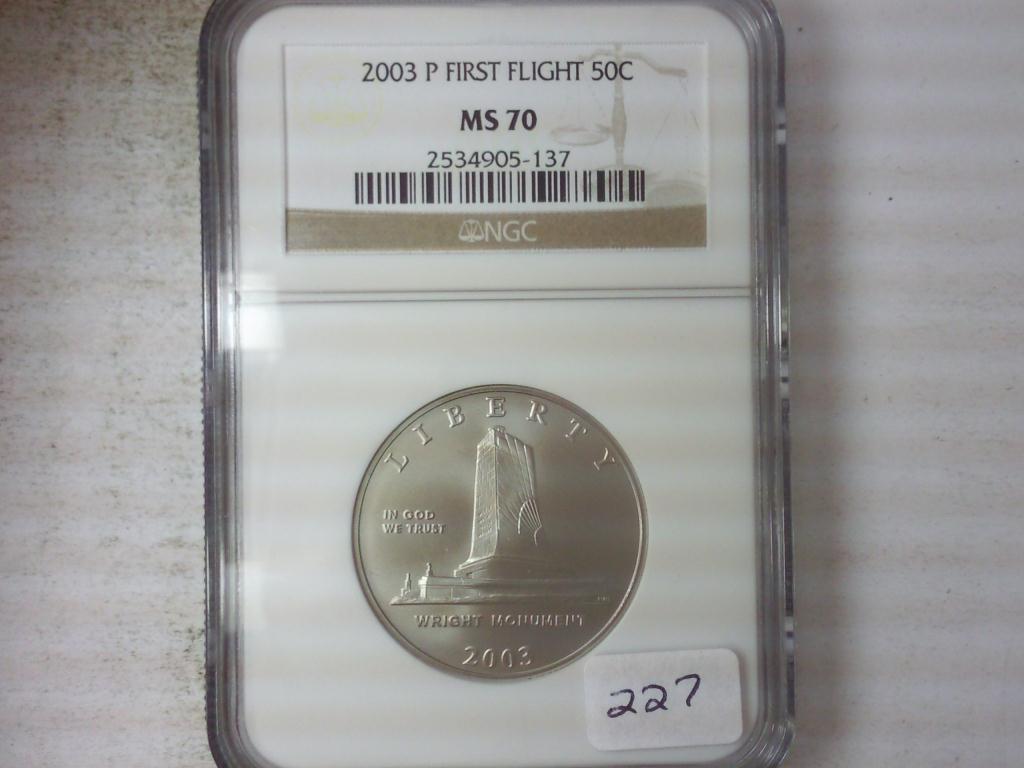 2003 P FIRST FLIGHT 50C
MS 70
2534905-137
NGC
LIBERTY
IN GOD
WE TRUST
WRIGHT MONUMENT
2003
227